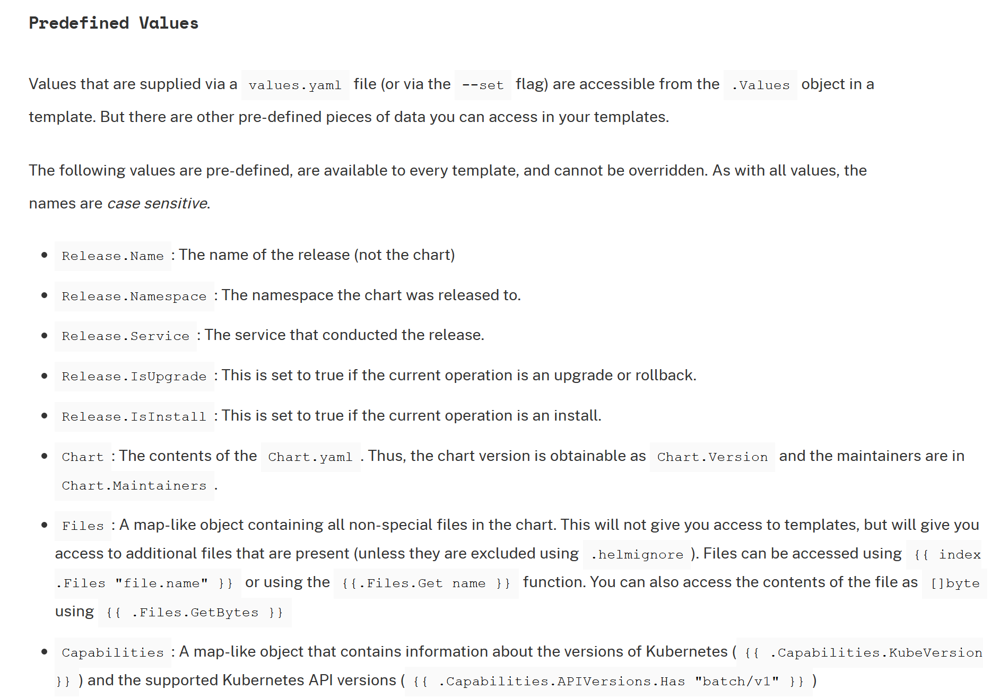 Predefined Values
Values that are supplied via a values.yaml file (or via the --set flag) are accessible from the .Values object in a
template. But there are other pre-defined pieces of data you can access in your templates.
The following values are pre-defined, are available to every template, and cannot be overridden. As with all values, the
names are case sensitive.
• Release.Name : The name of the release (not the chart)
• Release.Namespace : The namespace the chart was released to.
• Release.Service : The service that conducted the release.
• Release.IsUpgrade : This is set to true if the current operation is an upgrade or rollback.
• Release.IsInstall : This is set to true if the current operation is an install.
• Chart : The contents of the Chart.yaml . Thus, the chart version is obtainable as Chart.Version and the maintainers are in
Chart.Maintainers .
• Files : A map-like object containing all non-special files in the chart. This will not give you access to templates, but will give you
access to additional files that are present (unless they are excluded using .helmignore ). Files can be accessed using {{ index
.Files "file.name" }} or using the {{.Files.Get name }} function. You can also access the contents of the file as []byte
using {{ .Files.GetBytes }}
• Capabilities : A map-like object that contains information about the versions of Kubernetes ( {{ .Capabilities.KubeVersion
}} ) and the supported Kubernetes API versions ( {{ .Capabilities.APIVersions.Has "batch/v1" }} )